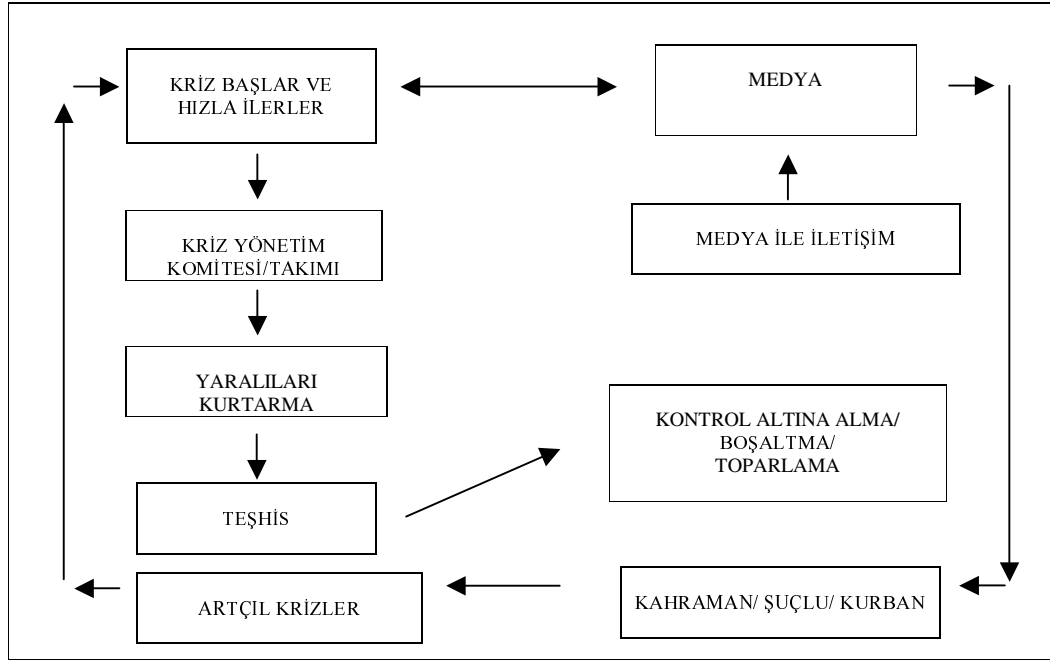 KRİZ BAŞLAR VE
HIZLA İLERLER
MEDYA
KRİZ YÖNETİM
KOMİTESİ/TAKIMI
MEDYA İLE İLETİŞİM
YARALILARI
KURTARMA
KONTROL ALTINA ALMA/
BOŞALTMA/
TOPARLAMA
TEŞHİS
ARTÇIL KRİZLER
KAHRAMAN/ ŞUÇLU/ KURBAN